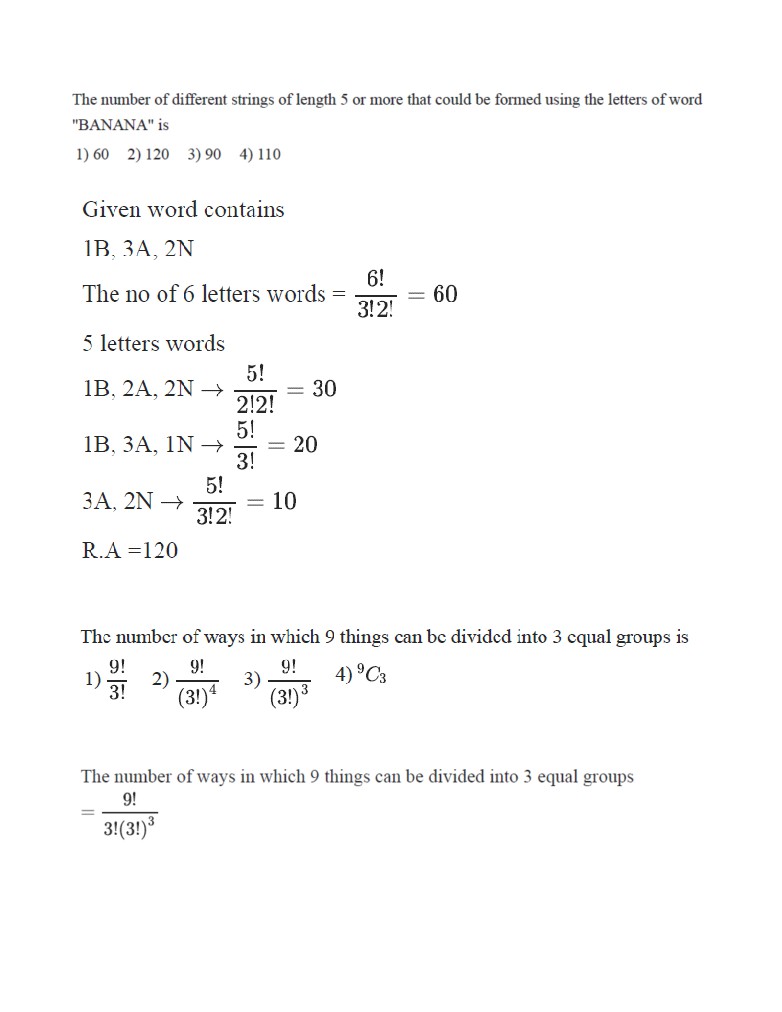 The number of different strings of length 5 or more that could be formed using the letters of word
"BANANA" is
1) 60 2) 120 3) 90 4) 110
Given word contains
1B, 3A, 2N
The no of 6 letters words = \frac{6!}{3!2!} = 60
5 letters words
1B, 2A, 2N → \frac{5!}{2!2!} = 30
1B, 3A, 1N → \frac{5!}{3!} = 20
3A, 2N → \frac{5!}{3!2!} = 10
R.A =120
The number of ways in which 9 things can be divided into 3 equal groups is
1) \frac{9!}{3!} 2) \frac{9!}{(3!)^4} 3) \frac{9!}{(3!)^3} 4) ^9C_3
The number of ways in which 9 things can be divided into 3 equal groups
= \frac{9!}{3!(3!)^3}